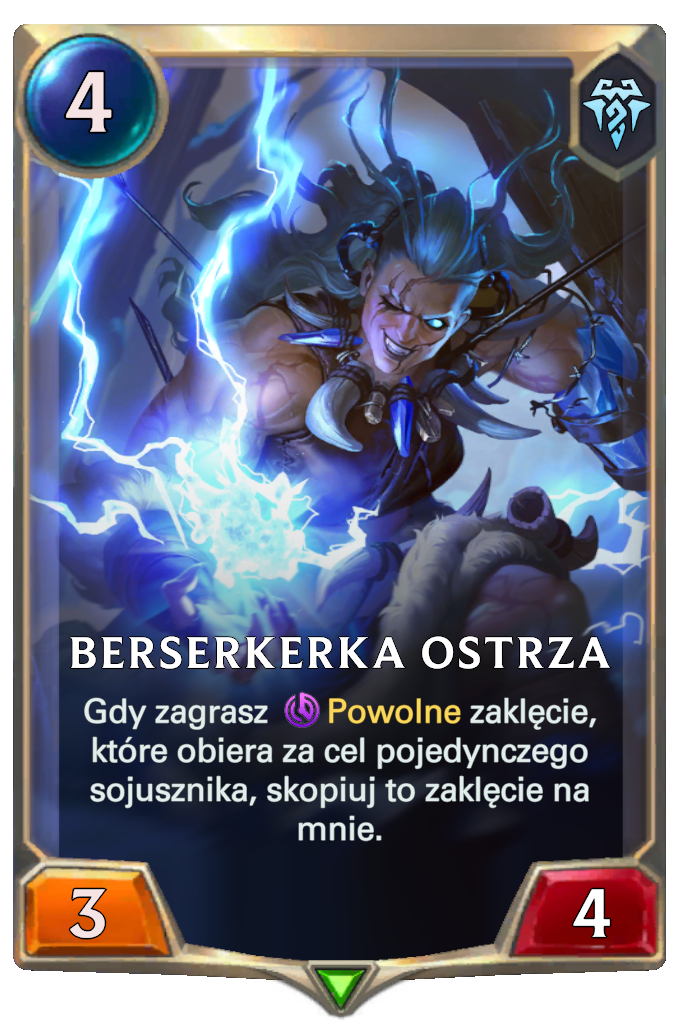 4
BERSERKERKA OSTRZA
Gdy zagrasz Powolne zaklęcie,
które obiera za cel pojedynczego
sojusznika, skopiuj to zaklęcie na
mnie.
3
4